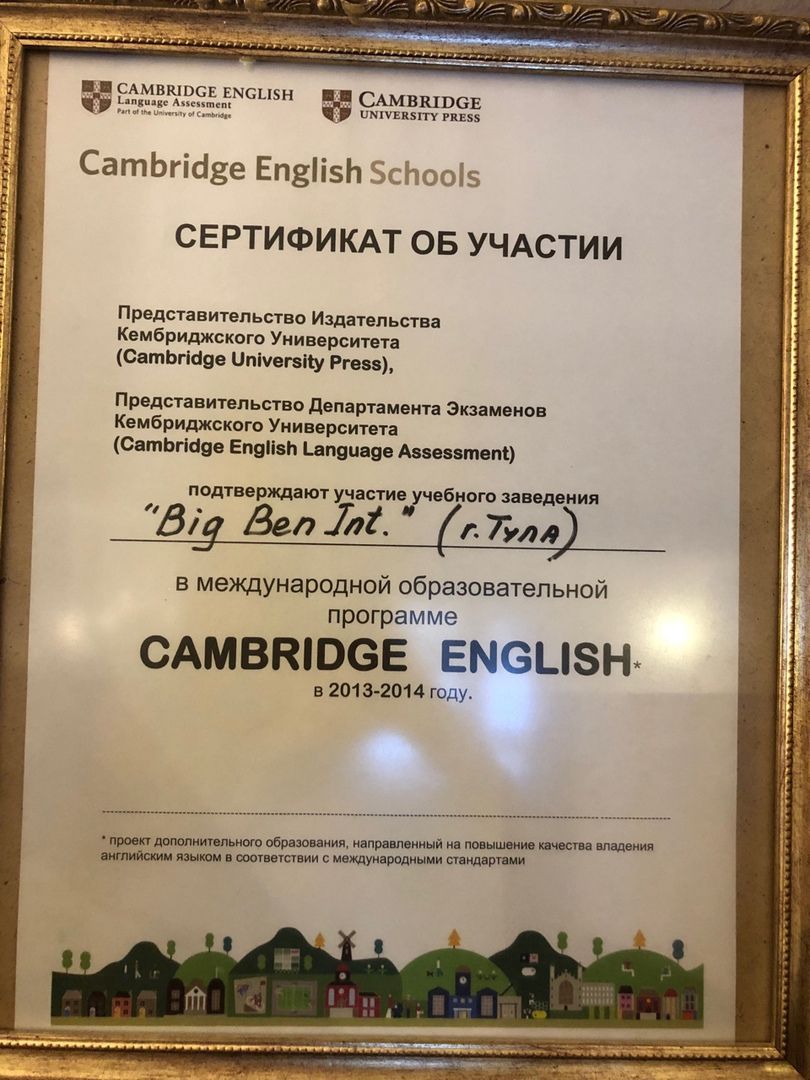 CAMBRIDGE ENGLISH
Language Assessment
Part of the University of Cambridge
CAMBRIDGE
UNIVERSITY PRESS
Cambridge English Schools
СЕРТИФИКАТ ОБ УЧАСТИИ
Представительство Издательства
Кембриджского Университета
(Cambridge University Press),
Представительство Департамента Экзаменов
Кембриджского Университета
(Cambridge English Language Assessment)
подтверждают участие учебного заведения
"Big Ben Int." (г. Тула)
в международной образовательной
программе
CAMBRIDGE ENGLISH*
в 2013-2014 году.
* проект дополнительного образования, направленный на повышение качества владения
английским языком в соответствии с международными стандартами